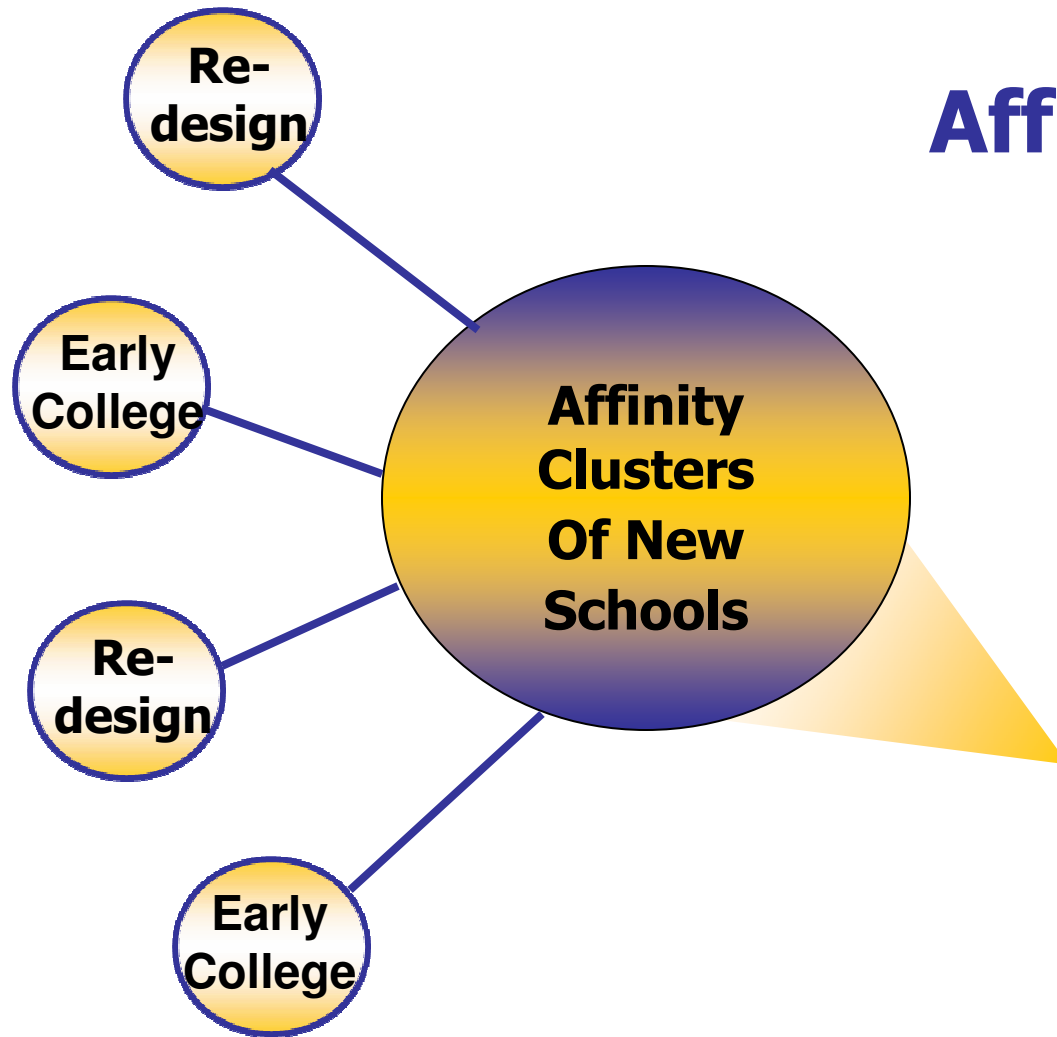 Re-
design
Aff
Early
College
Affinity
Clusters
Of New
Schools
Re-
design
Early
College